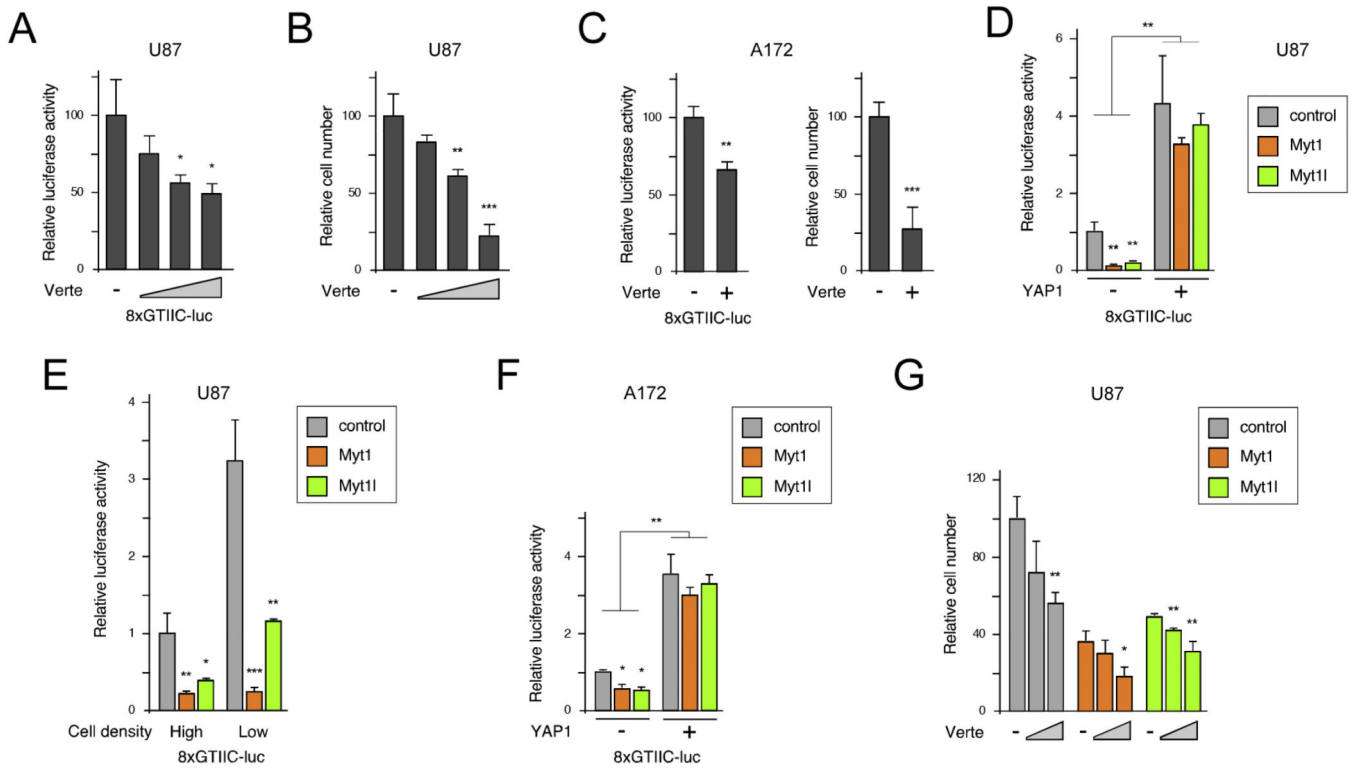 A
U87
Relative luciferase activity
100
50
0
*
*
Verte
-
8xGTIIC-luc
B
U87
Relative cell number
100
50
0
**
***
Verte
-
C
A172
Relative luciferase activity
100
50
0
**
Verte
- +
8xGTIIC-luc
Relative cell number
100
50
0
***
Verte
- +
D
U87
**
Relative luciferase activity
6
4
2
0
** **
control
Myt1
Myt1l
YAP1
- +
8xGTIIC-luc
E
U87
Relative luciferase activity
4
3
2
1
0
** * *** **
control
Myt1
Myt1l
Cell density High Low
8xGTIIC-luc
F
A172
control
Myt1
Myt1l
**
Relative luciferase activity
4
2
0
* *
YAP1
- +
8xGTIIC-luc
G
U87
control
Myt1
Myt1l
Relative cell number
120
100
80
60
40
20
0
** * ** **
Verte - - -